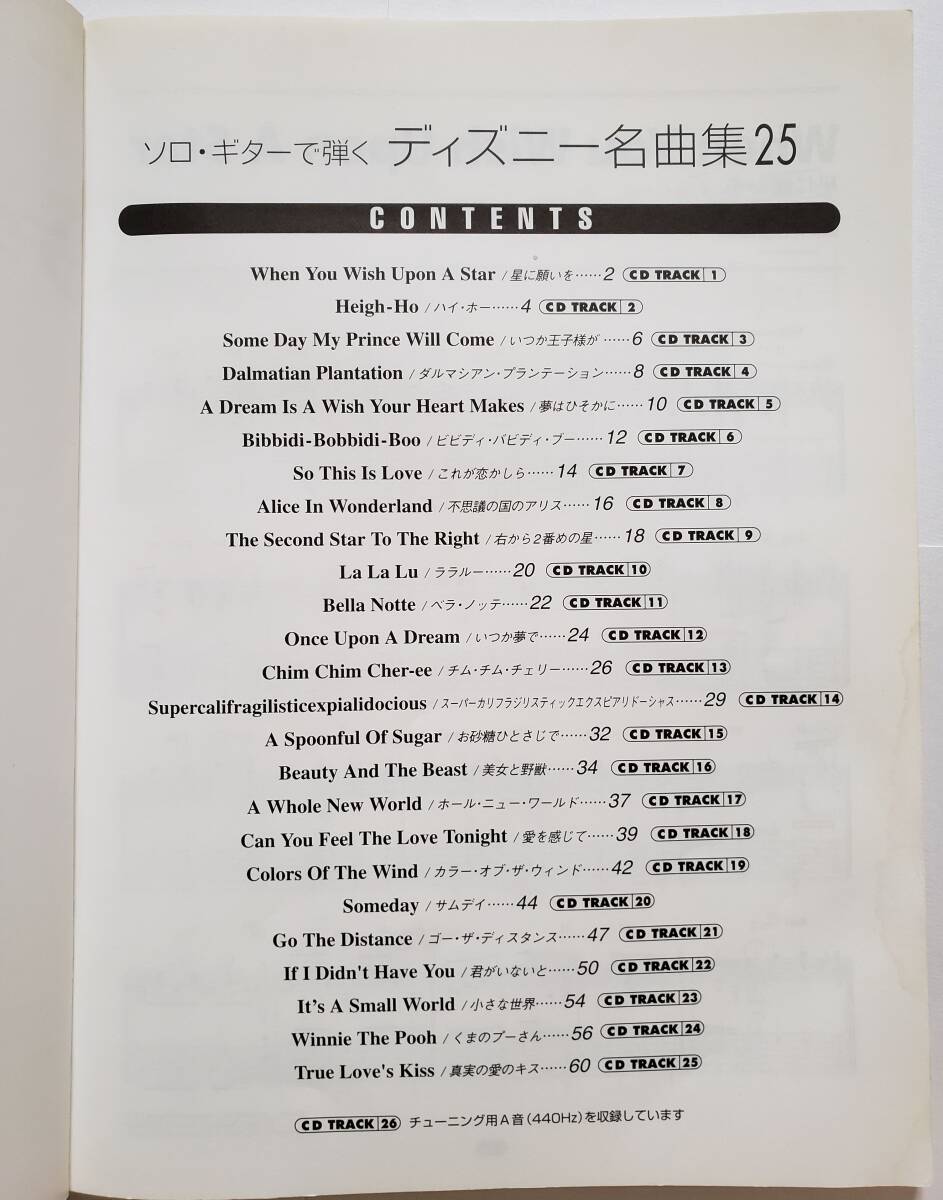 ソロ・ギターで弾く ディズニー名曲集25
CONTENTS
When You Wish Upon A Star / 星に願いを……2 CD TRACK 1
Heigh-Ho / ハイ・ホー……4 CD TRACK 2
Some Day My Prince Will Come / いつか王子様が ……6 CD TRACK 3
Dalmatian Plantation / ダルマシアン・プランテーション……8 CD TRACK 4
A Dream Is A Wish Your Heart Makes / 夢はひそかに……10 CD TRACK 5
Bibbidi-Bobbidi-Boo / ビビディ・バビディ・ブー……12 CD TRACK 6
So This Is Love / これが恋かしら……14 CD TRACK 7
Alice In Wonderland / 不思議の国のアリス……16 CD TRACK 8
The Second Star To The Right / 右から2番めの星……18 CD TRACK 9
La La Lu / ララルー……20 CD TRACK 10
Bella Notte / ベラ・ノッテ……22 CD TRACK 11
Once Upon A Dream / いつか夢で……24 CD TRACK 12
Chim Chim Cher-ee / チム・チム・チェリー……26 CD TRACK 13
Supercalifragilisticexpialidocious / スーパーカリフラジリスティックエクスピアリドーシャス……29 CD TRACK 14
A Spoonful Of Sugar / お砂糖ひとさじで……32 CD TRACK 15
Beauty And The Beast / 美女と野獣……34 CD TRACK 16
A Whole New World / ホール・ニュー・ワールド……37 CD TRACK 17
Can You Feel The Love Tonight / 愛を感じて……39 CD TRACK 18
Colors Of The Wind / カラー・オブ・ザ・ウィンド……42 CD TRACK 19
Someday / サムデイ……44 CD TRACK 20
Go The Distance / ゴー・ザ・ディスタンス……47 CD TRACK 21
If I Didn't Have You / 君がいないと……50 CD TRACK 22
It's A Small World / 小さな世界……54 CD TRACK 23
Winnie The Pooh / くまのプーさん……56 CD TRACK 24
True Love's Kiss / 真実の愛のキス……60 CD TRACK 25
CD TRACK 26 チューニング用A音(440Hz)を収録しています